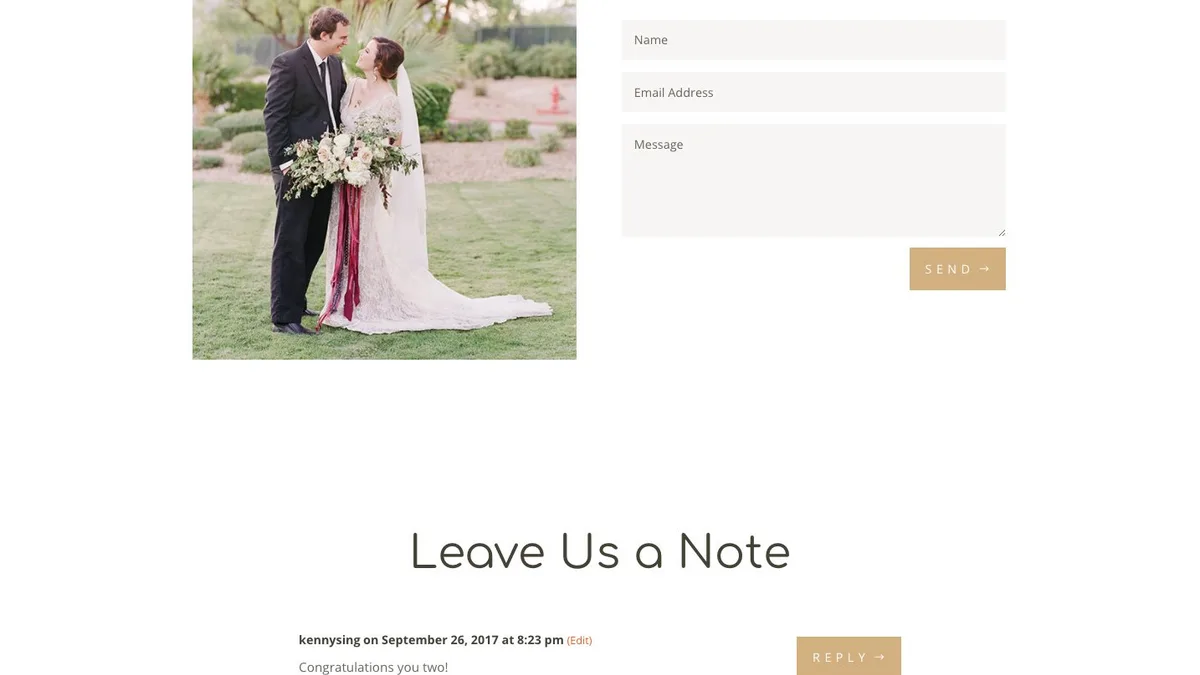 Name
Email Address
Message
SEND →
Leave Us a Note
kennysing on September 26, 2017 at 8:23 pm (Edit)
REPLY →
Congratulations you two!